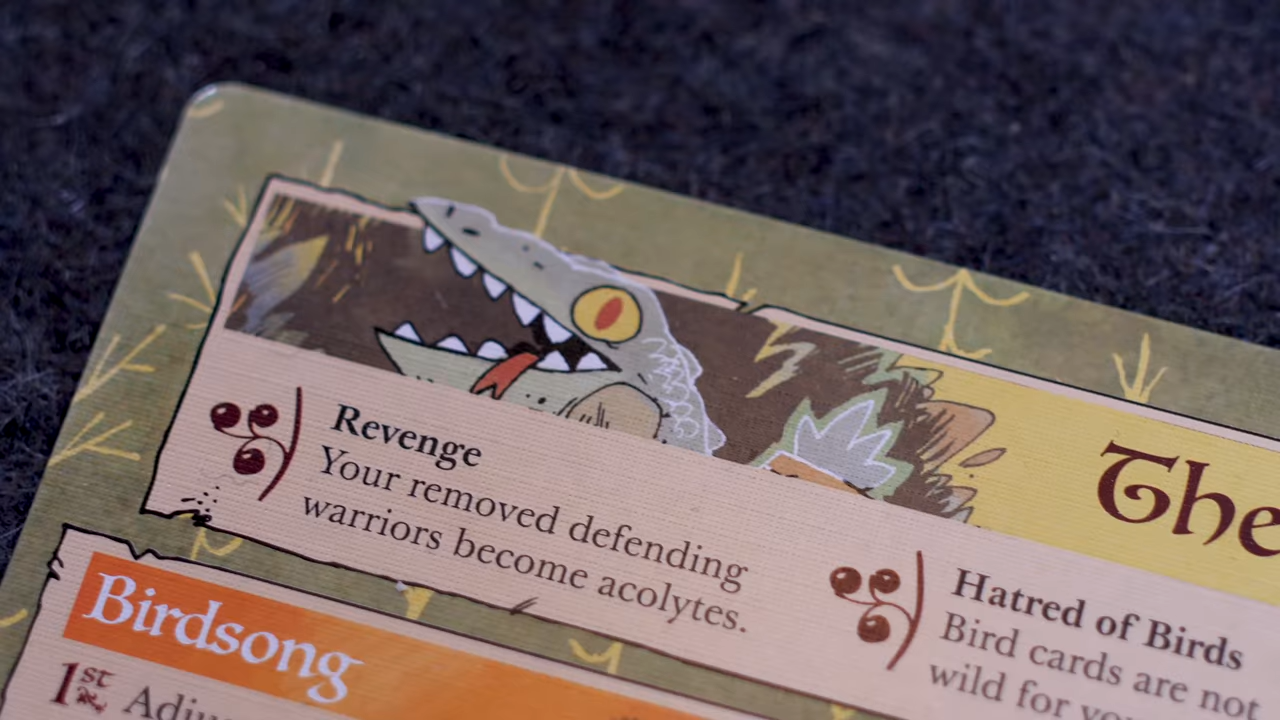 The
Revenge
Your removed defending
warriors become acolytes.
Hatred of Birds
Bird cards are not
wild for
Birdsong
1st